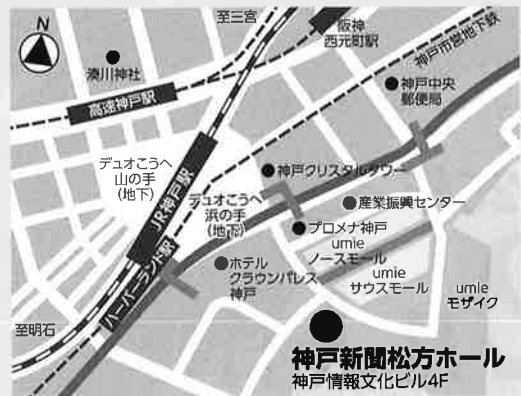 N
至三宮
阪神
西元町駅
神戸市営地下鉄
湊川神社
神戸中央
郵便局
高速神戸駅
デュオこうべ
山の手
(地下)
JR神戸駅
神戸クリスタルタワー
デュオこうべ
浜の手
(地下)
産業振興センター
プロメナ神戸
umie
ノースモール
umie
サウスモール
umie
モザイク
ハーバーランド駅
ホテル
クラウンパレス
神戸
至明石
神戸新聞松方ホール
神戸情報文化ビル4F